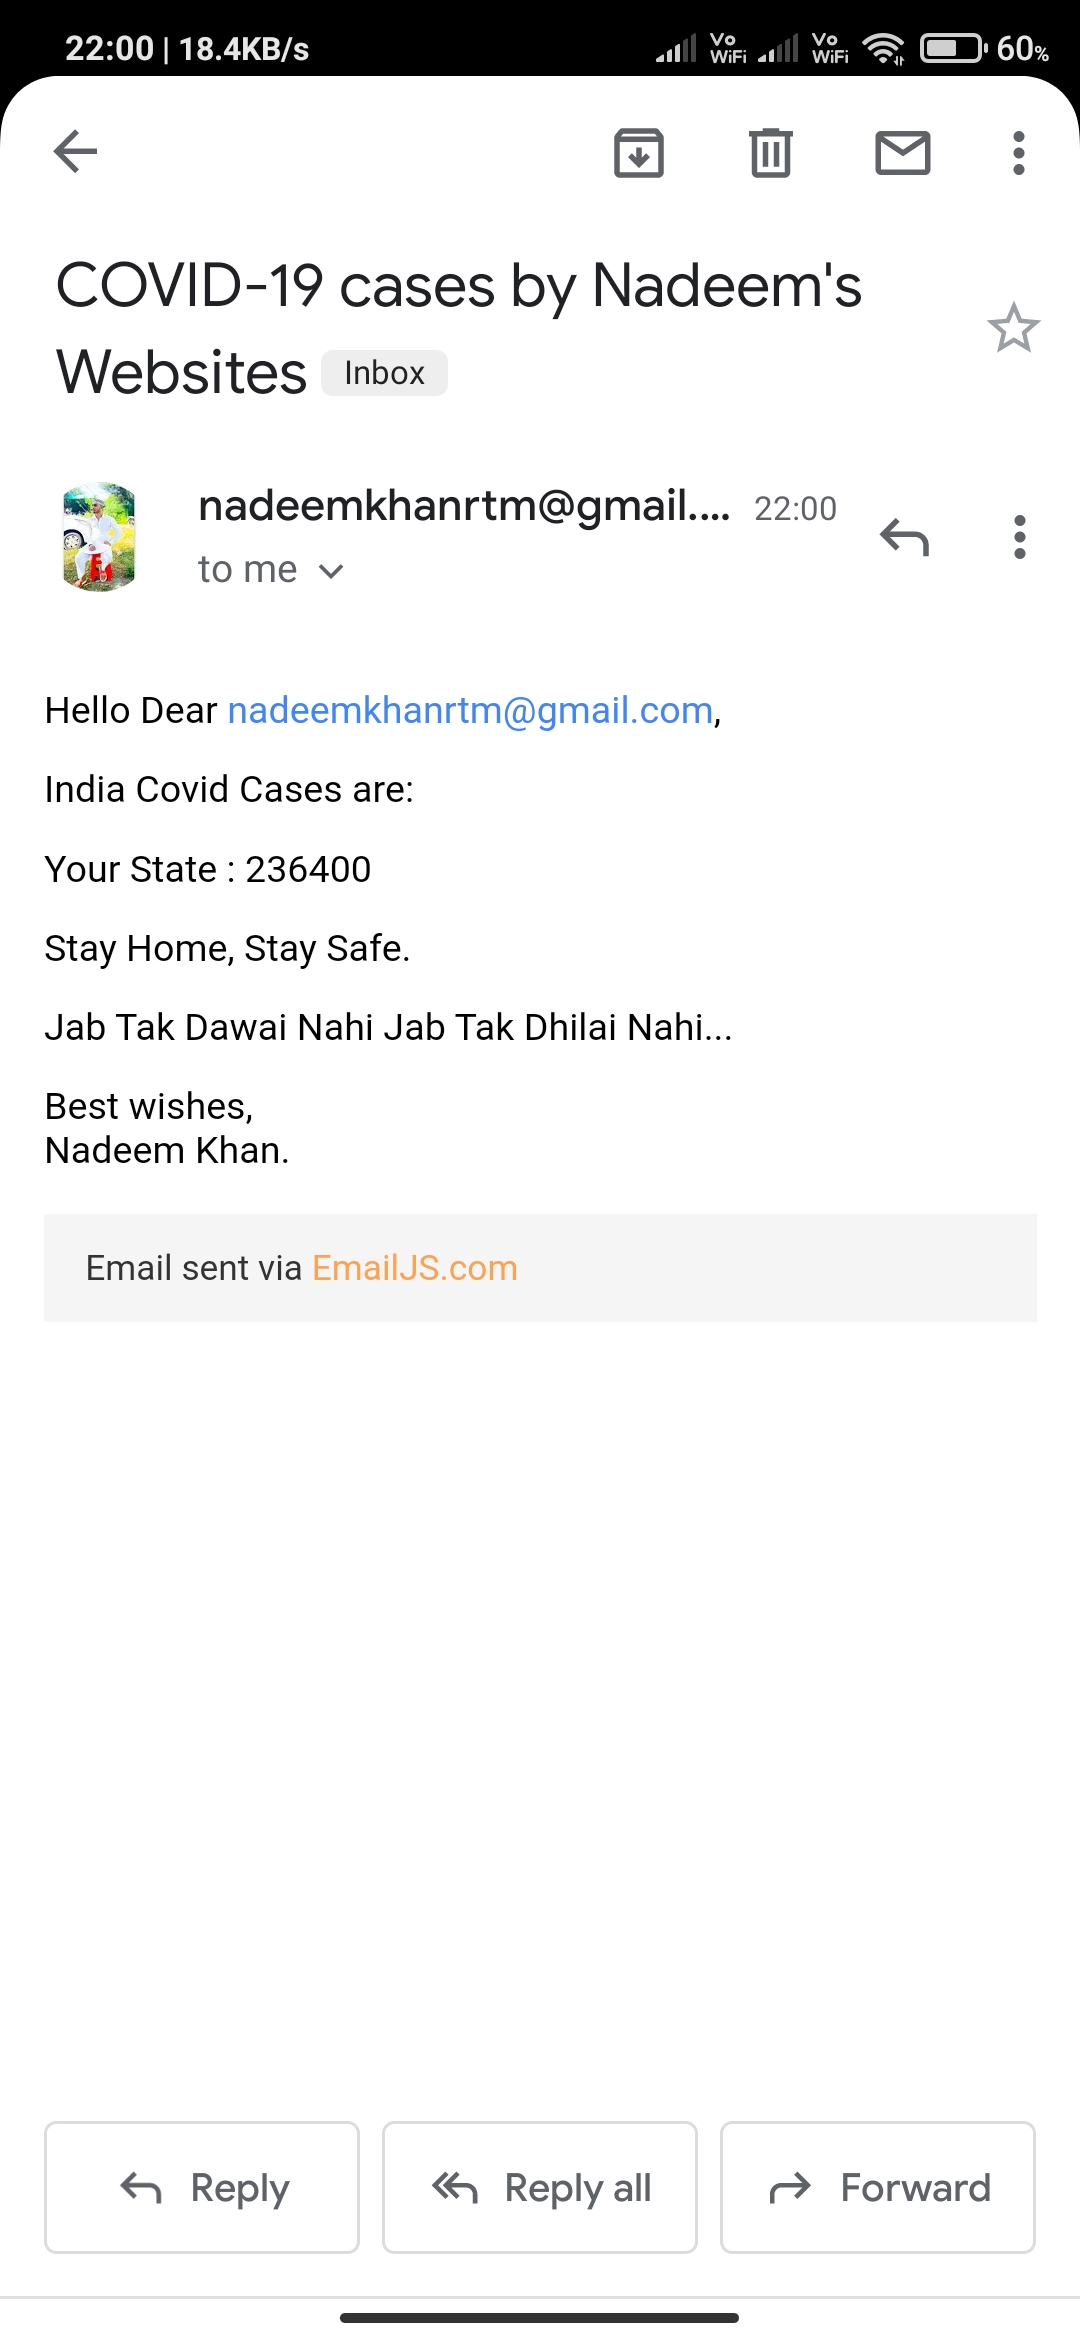 22:00 | 18.4KB/s Vo WiFi Vo WiFi 60%
COVID-19 cases by Nadeem's
Websites Inbox
nadeemkhanrtm@gmail.... 22:00
to me
Hello Dear nadeemkhanrtm@gmail.com,
India Covid Cases are:
Your State : 236400
Stay Home, Stay Safe.
Jab Tak Dawai Nahi Jab Tak Dhilai Nahi...
Best wishes,
Nadeem Khan.
Email sent via EmailJS.com
Reply Reply all Forward